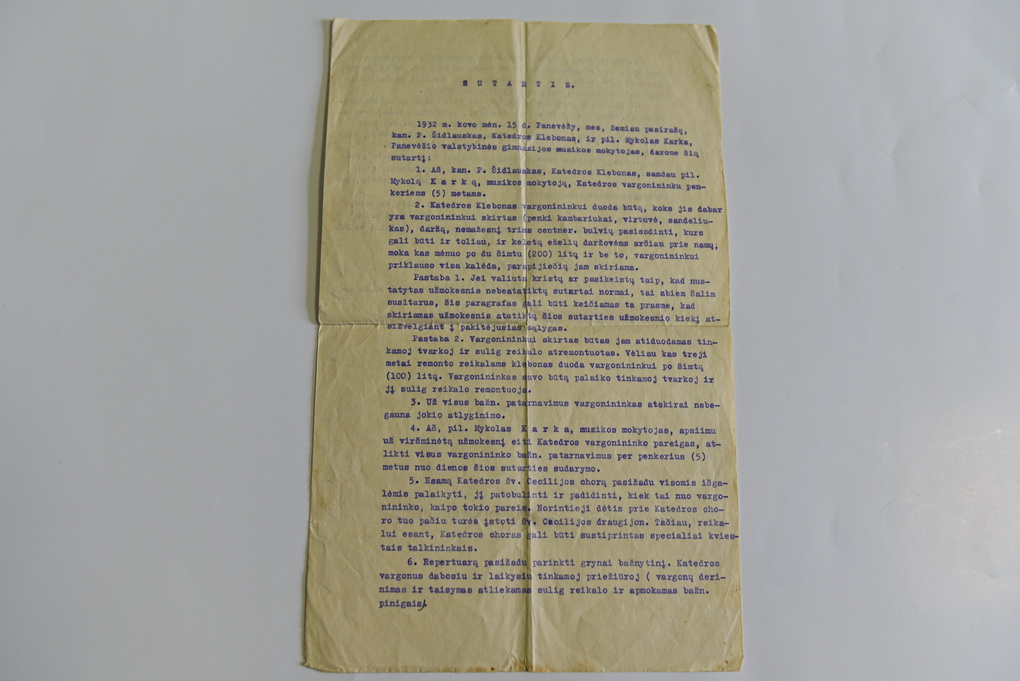 S U T A R T I S.
1932 m. kovo mėn. 15 d. Panevėžy, mes, žemiau pasirašę,
kan. P. Šidlauskas, Katedros Klebonas, ir pil. Mykolas Karka,
Panevėžio valstybinės gimnazijos muzikos mokytojas, darome šią
sutartį:
1. Aš, kan. P. Šidlauskas, Katedros Klebonas, samdau pil.
Mykolą K a r k ą, muzikos mokytoją, Katedros vargonininku pen-
keriems (5) metams.
2. Katedros Klebonas vargonininkui duoda butą, koks jis dabar
yra vargonininkui skirtas (penki kambariukai, virtuvė, sandeliu-
kas), daržą, nemažesnį trims centner. bulvių pasisodinti, kurs
gali būti ir toliau, ir keletą eželių daržovėms arčiau prie namų;
moka kas mėnuo po du šimtu (200) litų ir be to, vargonininkui
priklauso visa kalėda, parapijiečių jam skiriama.
Pastaba 1. Jei valiuta kristų ar pasikeistų taip, kad nus-
tatytas užmokesnis nebeatatiktų sutartai normai, tai abiem šalim
susitarus, šis paragrafas gali būti keičiamas ta prasme, kad
skiriamas užmokesnis atatiktų šios sutarties užmokesnio kiekį at-
sižvelgiant į pakitėjusias sąlygas.
Pastaba 2. Vargonininkui skirtas butas jam atiduodamas tin-
kamoj tvarkoj ir sulig reikalo atremontuotas. Vėliau kas treji
metai remonto reikalams klebonas duoda vargonininkui po šimtą
(100) litų. Vargonininkas savo butą palaiko tinkamoj tvarkoj ir
jį sulig reikalo remontuoja.
3. Už visus bažn. patarnavimus vargonininkas atskirai nebe-
gauna jokio atlyginimo.
4. Aš, pil. Mykolas K a r k a, muzikos mokytojas, apsiimu
už viršminėtą užmokesnį eiti Katedros vargonininko pareigas, at-
likti visus vargonininko bažn. patarnavimus per penkerius (5)
metus nuo dienos šios sutarties sudarymo.
5. Esamą Katedros šv. Cecilijos chorą pasižadu visomis išga-
lėmis palaikyti, jį patobulinti ir padidinti, kiek tai nuo vargo-
nininko, kaipo tokio pareis. Norintieji dėtis prie Katedros cho-
ro tuo pačiu turės įstoti šv. Cecilijos draugijon. Tačiau, reika-
lui esant, Katedros choras gali būti sustiprintas specialiai kvies-
tais talkininkais.
6. Repertuarą pasižadu parinkti grynai bažnytinį. Katedros
vargonus dabosiu ir laikysiu tinkamoj priežiūroj ( vargonų deri-
nimas ir taisymas atliekamas sulig reikalo ir apmokamas bažn.
pinigais).